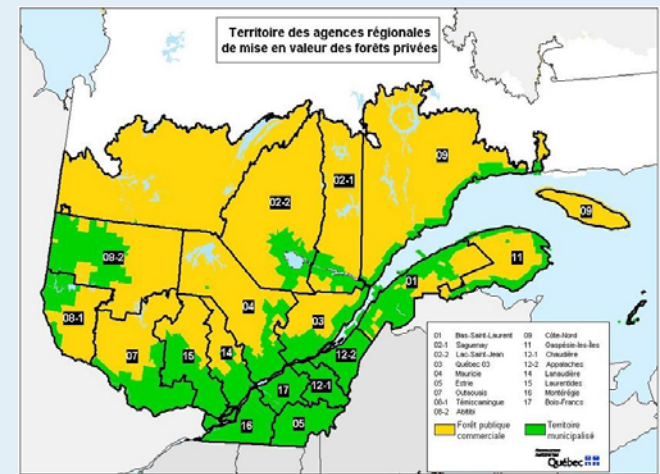 Territoire des agences régionales
de mise en valeur des forêts privées
09
02-1
02-2
09
08-2
11
01
04
03
08-1
07
15
14
12-2
17
12-1
16
05
01 Bas-Saint-Laurent 09 Côte-Nord
02-1 Saguenay 11 Gaspésie-les-Îles
02-2 Lac-Saint-Jean 12-1 Chaudière
03 Québec 03 12-2 Appalaches
04 Mauricie 14 Lanaudière
05 Estrie 15 Laurentides
07 Outaouais 16 Montérégie
08-1 Témiscamingue 17 Bois-Francs
08-2 Abitibi
Forêt publique commerciale
Territoire municipalisé
Québec